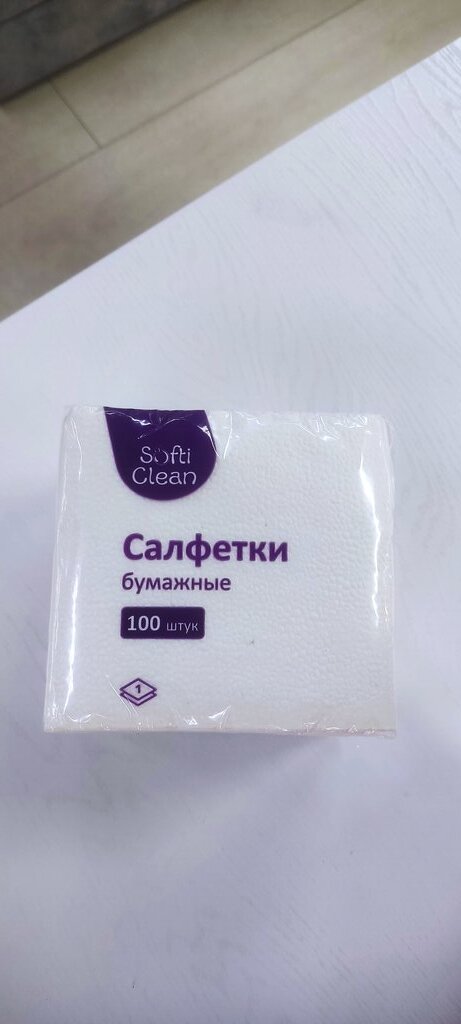 Softi
Clean
Салфетки
бумажные
100 штук
1